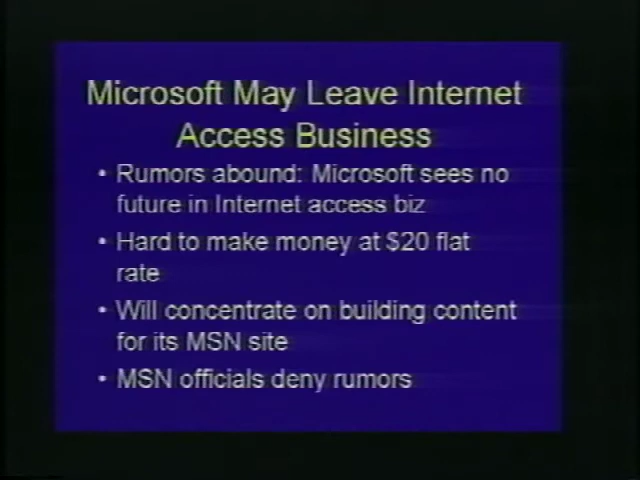 Microsoft May Leave Internet
Access Business
• Rumors abound: Microsoft sees no
future in Internet access biz
• Hard to make money at $20 flat
rate
• Will concentrate on building content
for its MSN site
• MSN officials deny rumors